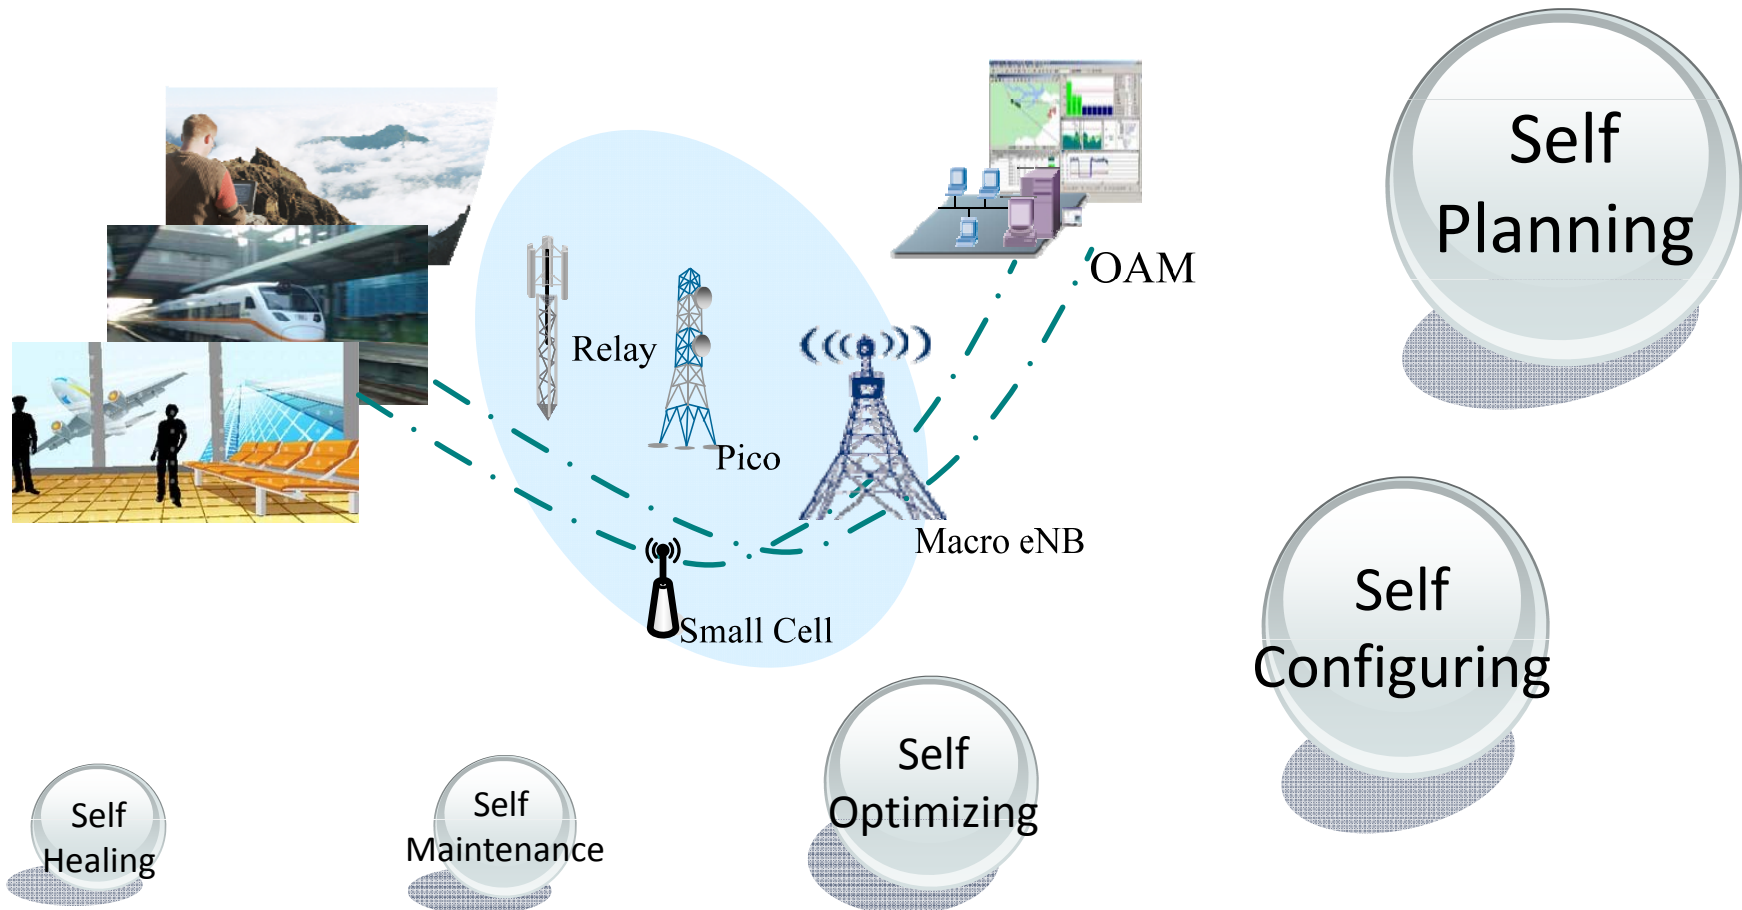 OAM
Relay
Pico
Macro eNB
Small Cell
Self
Planning
Self
Configuring
Self
Optimizing
Self
Maintenance
Self
Healing